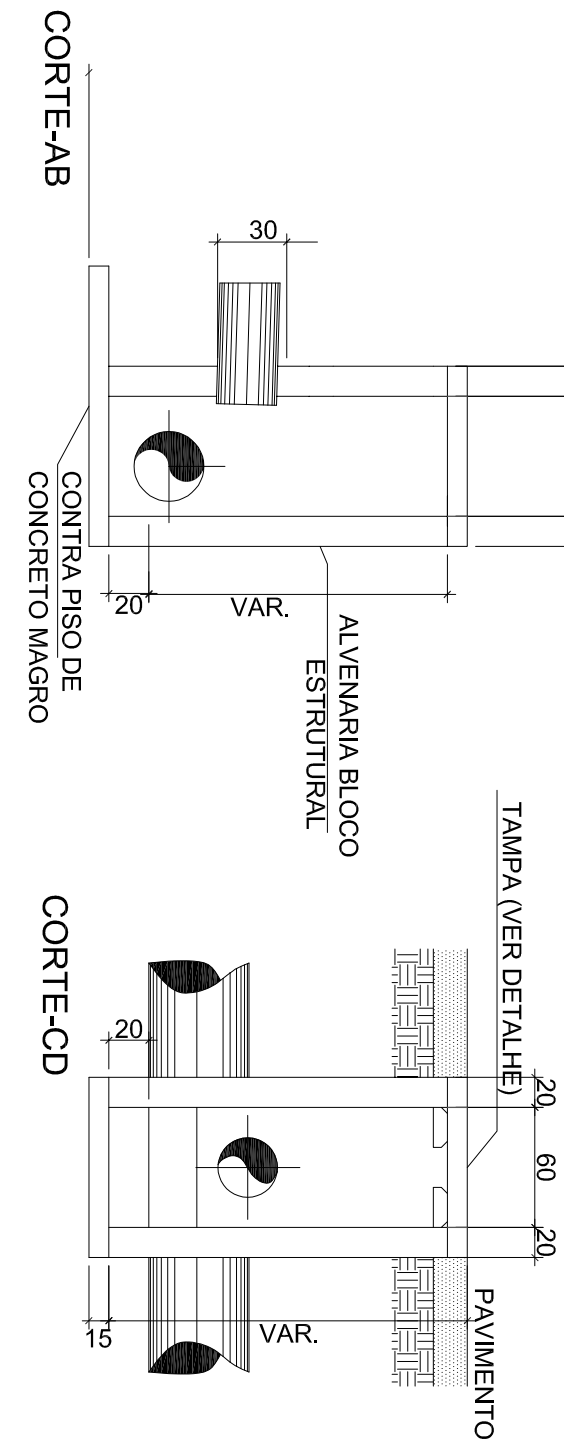 CORTE-AB
30
20
VAR.
CONTRA PISO DE
CONCRETO MAGRO
ALVENARIA BLOCO
ESTRUTURAL
TAMPA (VER DETALHE)
CORTE-CD
20
20
60
20
15
VAR.
PAVIMENTO